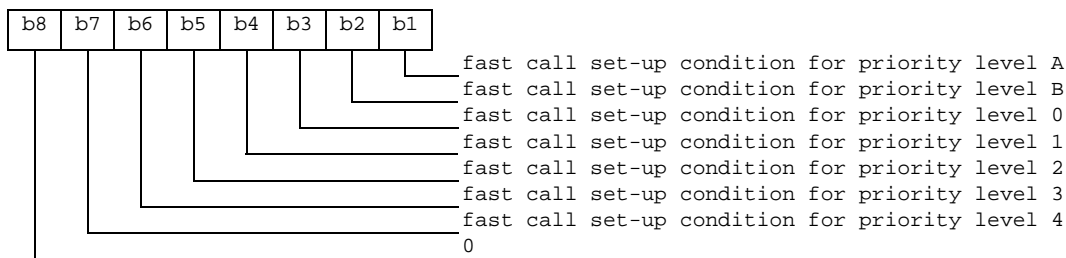 b8 b7 b6 b5 b4 b3 b2 b1
fast call set-up condition for priority level A
fast call set-up condition for priority level B
fast call set-up condition for priority level 0
fast call set-up condition for priority level 1
fast call set-up condition for priority level 2
fast call set-up condition for priority level 3
fast call set-up condition for priority level 4
0